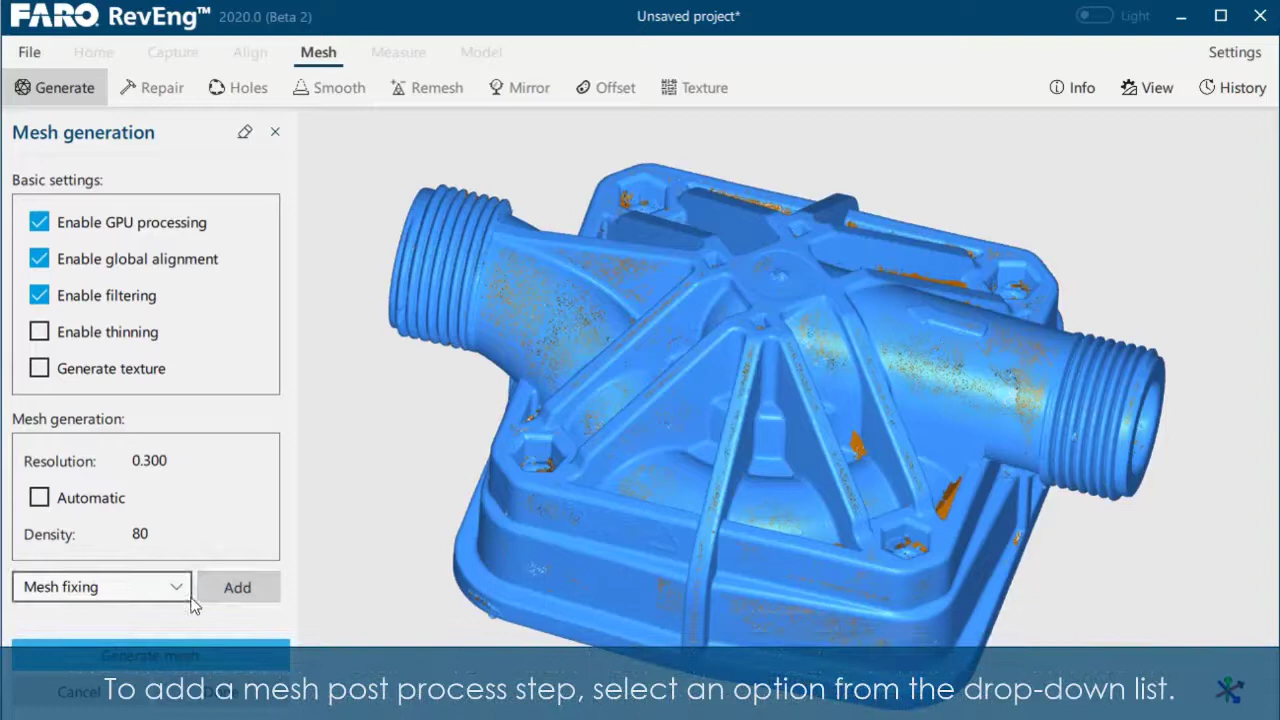 FARO RevEng™ 2020.0 (Beta 2) Unsaved project* Light
File Home Capture Align Mesh Measure Model Settings
Generate Repair Holes Smooth Remesh Mirror Offset Texture Info View History
Mesh generation
Basic settings:
Enable GPU processing
Enable global alignment
Enable filtering
Enable thinning
Generate texture
Mesh generation:
Resolution: 0.300
Automatic
Density: 80
Mesh fixing Add
Generate mesh
Cancel
To add a mesh post process step, select an option from the drop-down list.